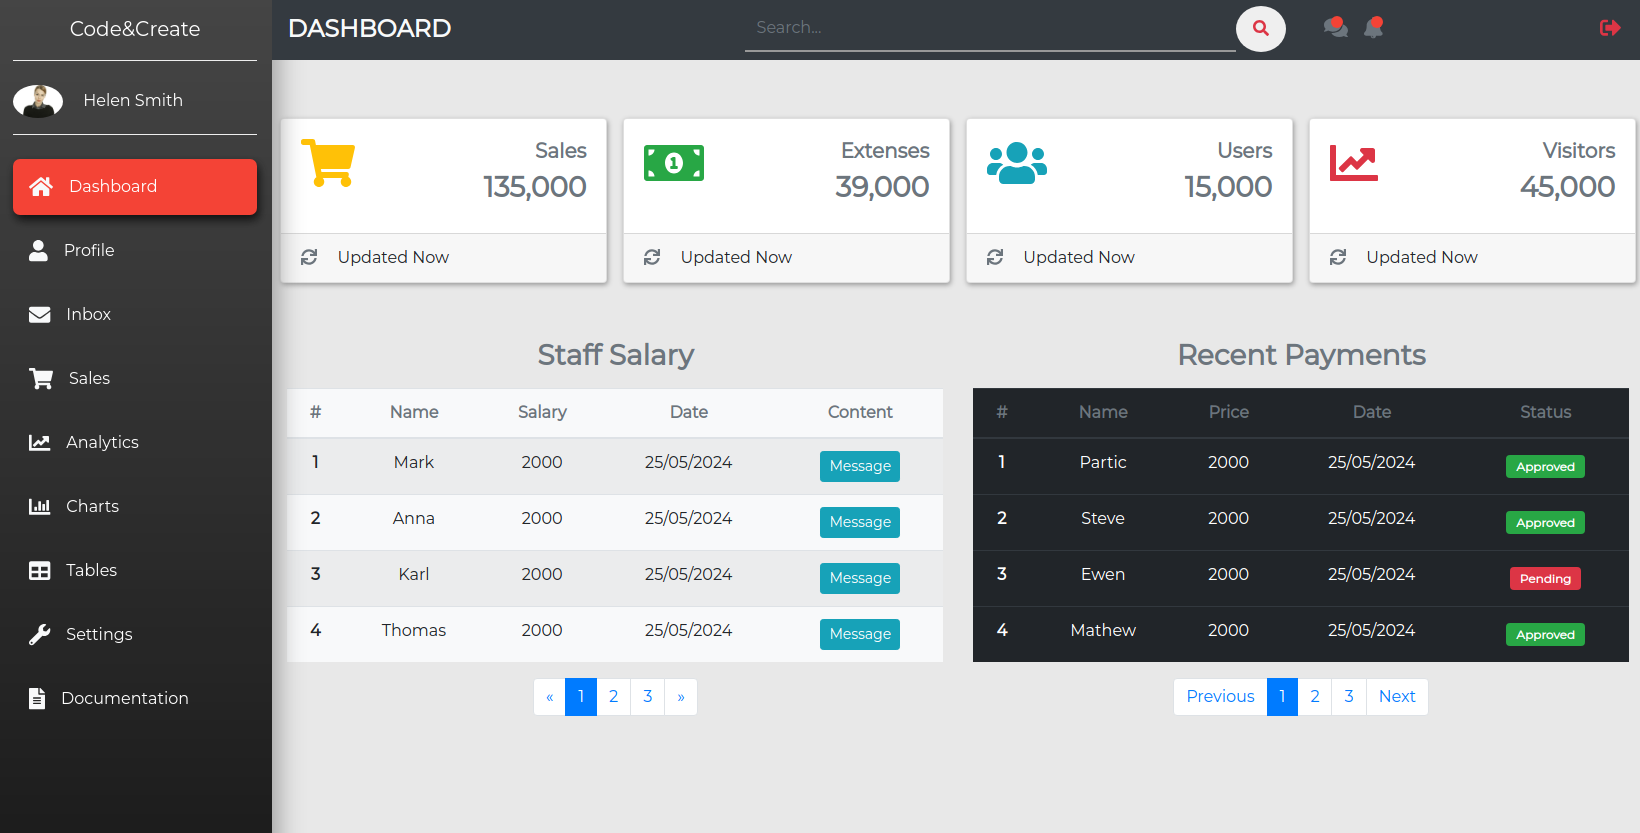 Code&Create
DASHBOARD
Search...
Helen Smith
Dashboard
Profile
Inbox
Sales
Analytics
Charts
Tables
Settings
Documentation
Sales
135,000
Updated Now
Extenses
39,000
Updated Now
Users
15,000
Updated Now
Visitors
45,000
Updated Now
Staff Salary
# Name Salary Date Content
1 Mark 2000 25/05/2024 Message
2 Anna 2000 25/05/2024 Message
3 Karl 2000 25/05/2024 Message
4 Thomas 2000 25/05/2024 Message
« 1 2 3 »
Recent Payments
# Name Price Date Status
1 Partic 2000 25/05/2024 Approved
2 Steve 2000 25/05/2024 Approved
3 Ewen 2000 25/05/2024 Pending
4 Mathew 2000 25/05/2024 Approved
Previous 1 2 3 Next